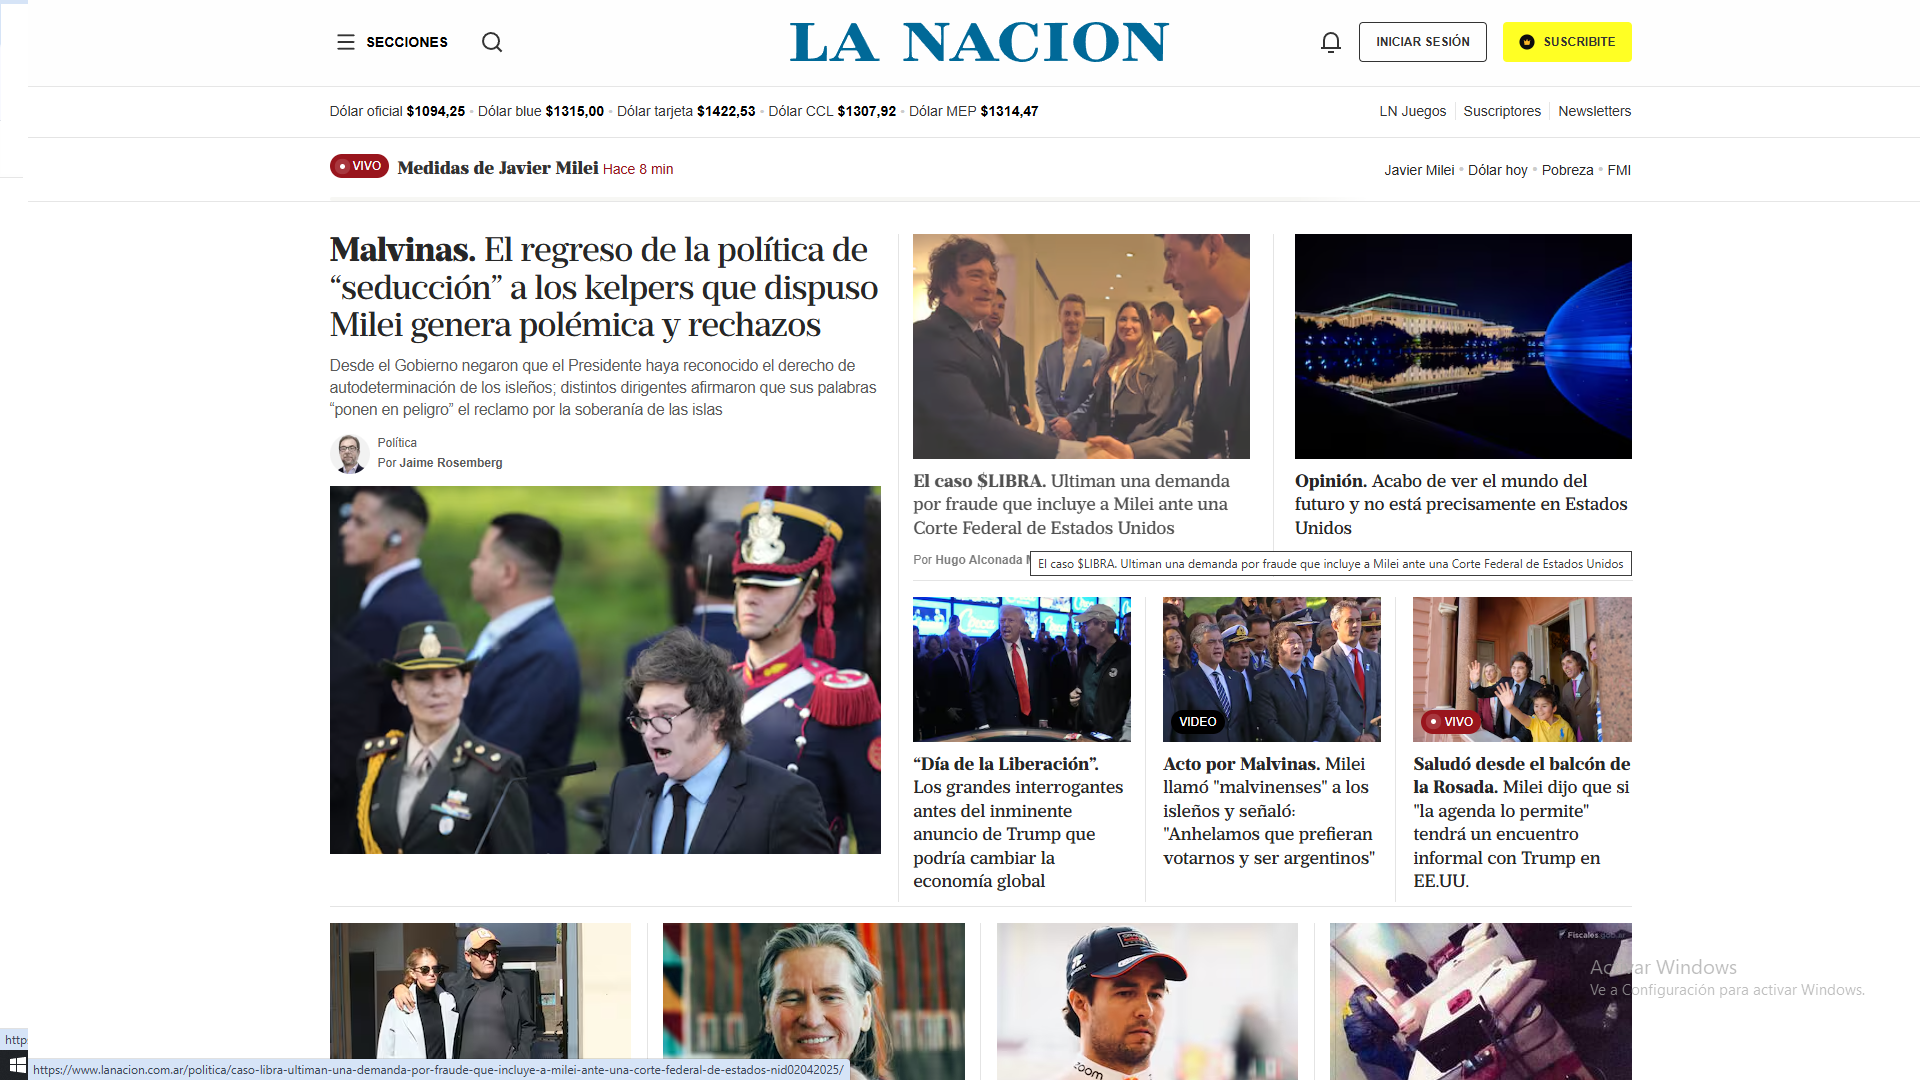 SECCIONES
LA NACION
INICIAR SESIÓN
SUSCRIBITE
Dólar oficial $1094,25 • Dólar blue $1315,00 • Dólar tarjeta $1422,53 • Dólar CCL $1307,92 • Dólar MEP $1314,47
LN Juegos
Suscriptores
Newsletters
VIVO
Medidas de Javier Milei Hace 8 min
Javier Milei • Dólar hoy • Pobreza • FMI
Malvinas. El regreso de la política de
“seducción” a los kelpers que dispuso
Milei genera polémica y rechazos
Desde el Gobierno negaron que el Presidente haya reconocido el derecho de
autodeterminación de los isleños; distintos dirigentes afirmaron que sus palabras
“ponen en peligro” el reclamo por la soberanía de las islas
Política
Por Jaime Rosemberg
El caso $LIBRA. Ultiman una demanda
por fraude que incluye a Milei ante una
Corte Federal de Estados Unidos
Por Hugo Alconada
El caso $LIBRA. Ultiman una demanda por fraude que incluye a Milei ante una Corte Federal de Estados Unidos
Opinión. Acabo de ver el mundo del
futuro y no está precisamente en Estados
Unidos
“Día de la Liberación”.
Los grandes interrogantes
antes del inminente
anuncio de Trump que
podría cambiar la
economía global
VIDEO
Acto por Malvinas. Milei
llamó "malvinenses" a los
isleños y señaló:
"Anhelamos que prefieran
votarnos y ser argentinos"
VIVO
Saludó desde el balcón de
la Rosada. Milei dijo que si
"la agenda lo permite"
tendrá un encuentro
informal con Trump en
EE.UU.
zoom
Fiscales.gob.ar
Activar Windows
Ve a Configuración para activar Windows.
http
https://www.lanacion.com.ar/politica/caso-libra-ultiman-una-demanda-por-fraude-que-incluye-a-milei-ante-una-corte-federal-de-estados-nid02042025/